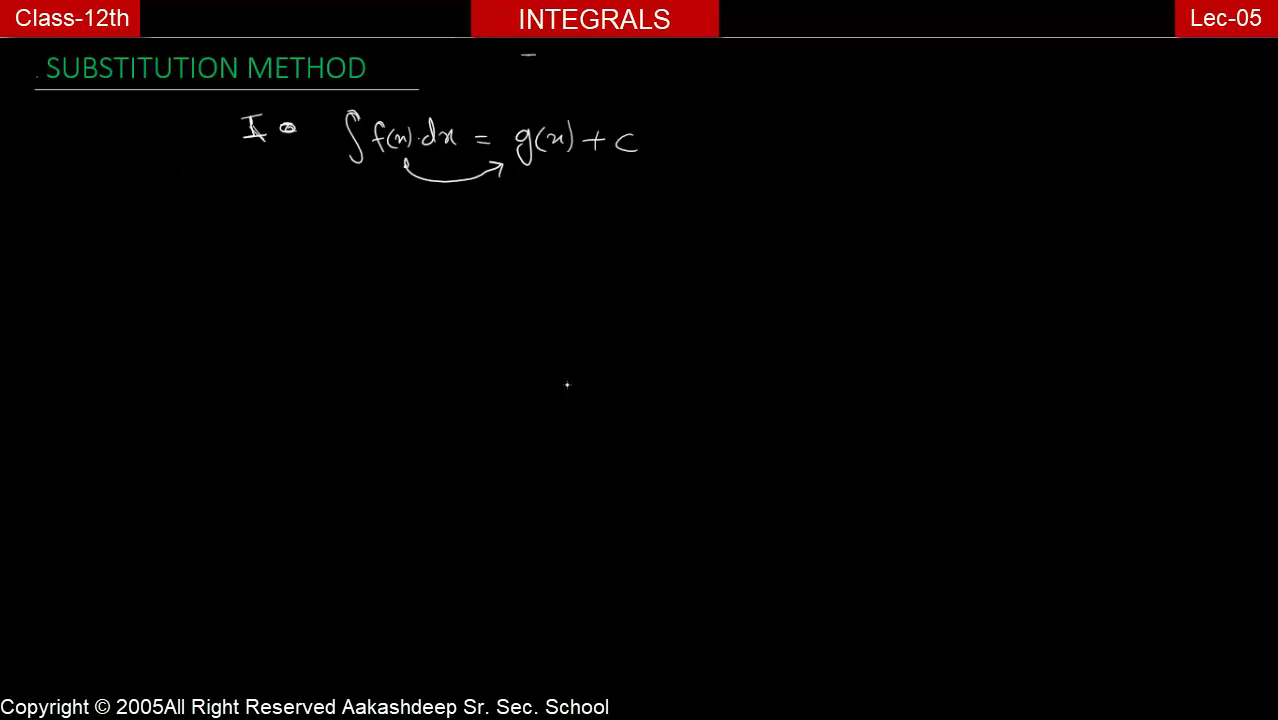 Class-12th INTEGRALS Lec-05
SUBSTITUTION METHOD
I ∫ f(x).dx = g(x) + c
Copyright © 2005All Right Reserved Aakashdeep Sr. Sec. School